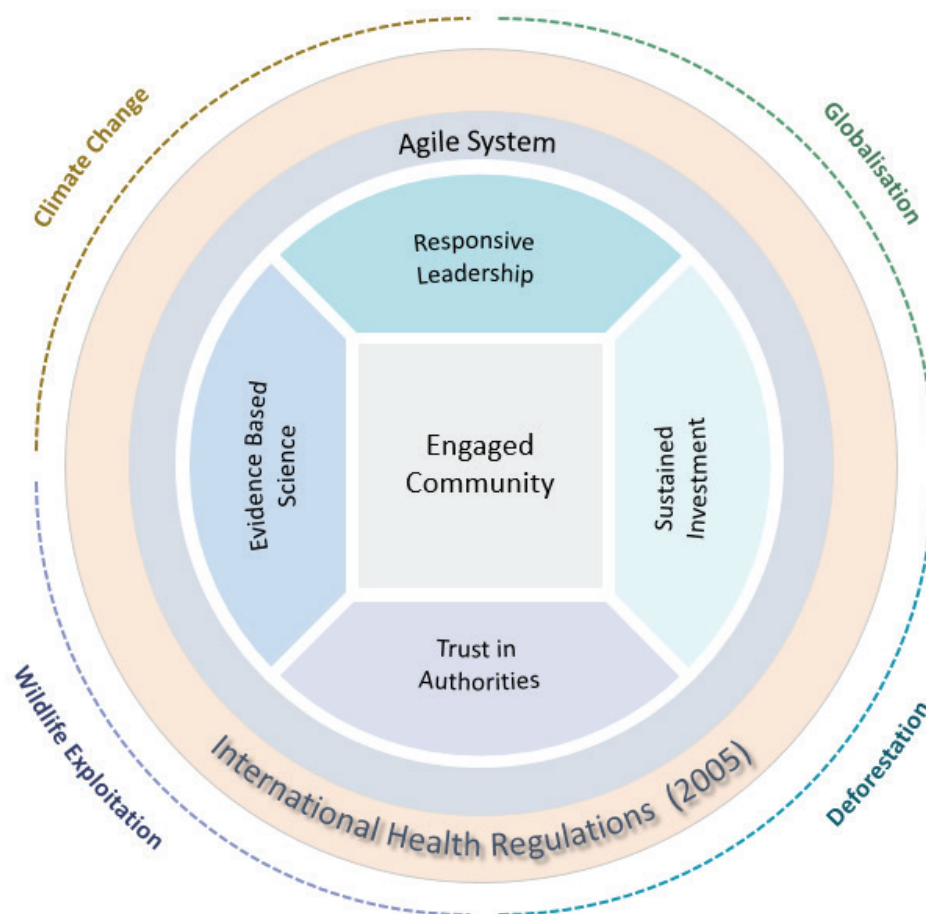 Climate Change
Globalisation
Agile System
Responsive
Leadership
Evidence Based
Science
Engaged
Community
Sustained
Investment
Trust in
Authorities
International Health Regulations (2005)
Wildlife Exploitation
Deforestation